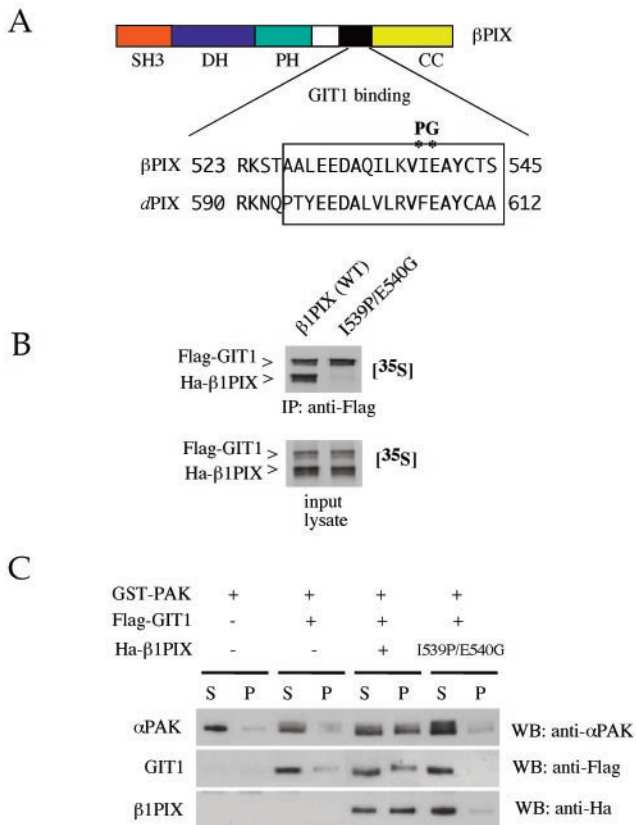 A
βPIX
SH3 DH PH CC
GIT1 binding
PG
**
βPIX 523 RKSTAALEEDAQILKVIEAYCTS 545
dPIX 590 RKNQPTYEEDALVLRVFEAYCAA 612
B
β1PIX (WT) I539P/E540G
Flag-GIT1 >
Ha-β1PIX >
[35S]
IP: anti-Flag
Flag-GIT1 >
Ha-β1PIX >
[35S]
input
lysate
C
GST-PAK + + + +
Flag-GIT1 - + + +
Ha-β1PIX - - + I539P/E540G
S P S P S P S P
αPAK WB: anti-αPAK
GIT1 WB: anti-Flag
β1PIX WB: anti-Ha